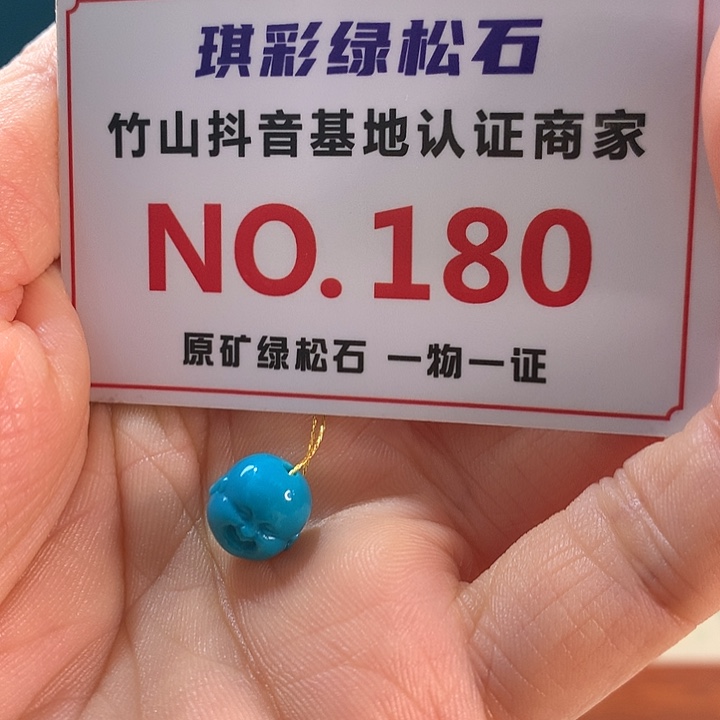 琪彩绿松石
竹山抖音基地认证商家
NO.180
原矿绿松石 一物一证